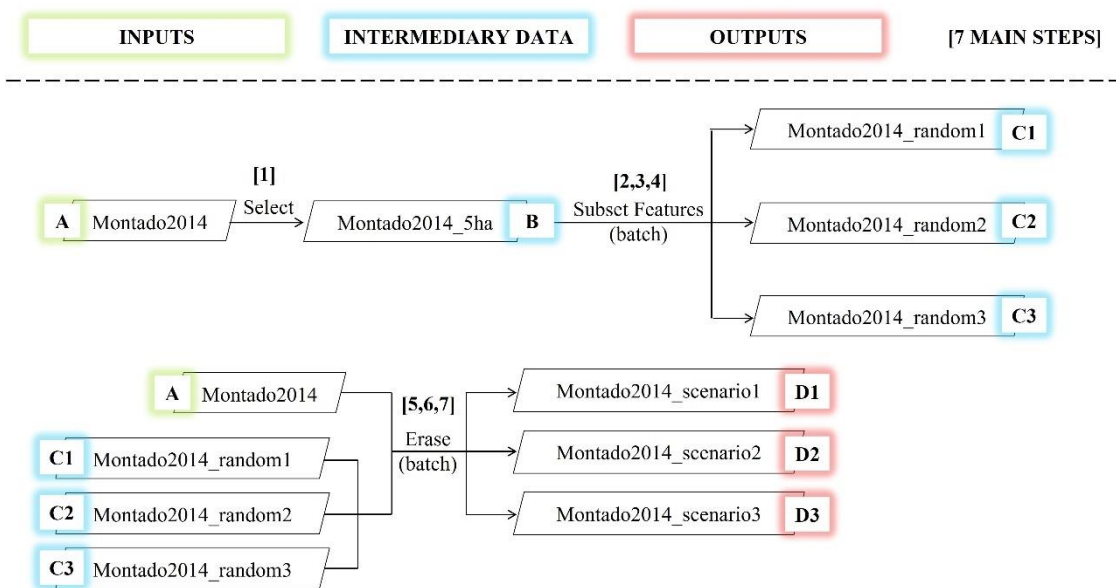 INPUTS
INTERMEDIARY DATA
OUTPUTS
[7 MAIN STEPS]
Montado2014_random1 C1
[1]
[2,3,4]
A Montado2014
Select
Montado2014_5ha B
Subset Features
(batch)
Montado2014_random2 C2
Montado2014_random3 C3
A Montado2014
[5,6,7]
Erase
(batch)
Montado2014_scenario1 D1
C1 Montado2014_random1
Montado2014_scenario2 D2
C2 Montado2014_random2
Montado2014_scenario3 D3
C3 Montado2014_random3